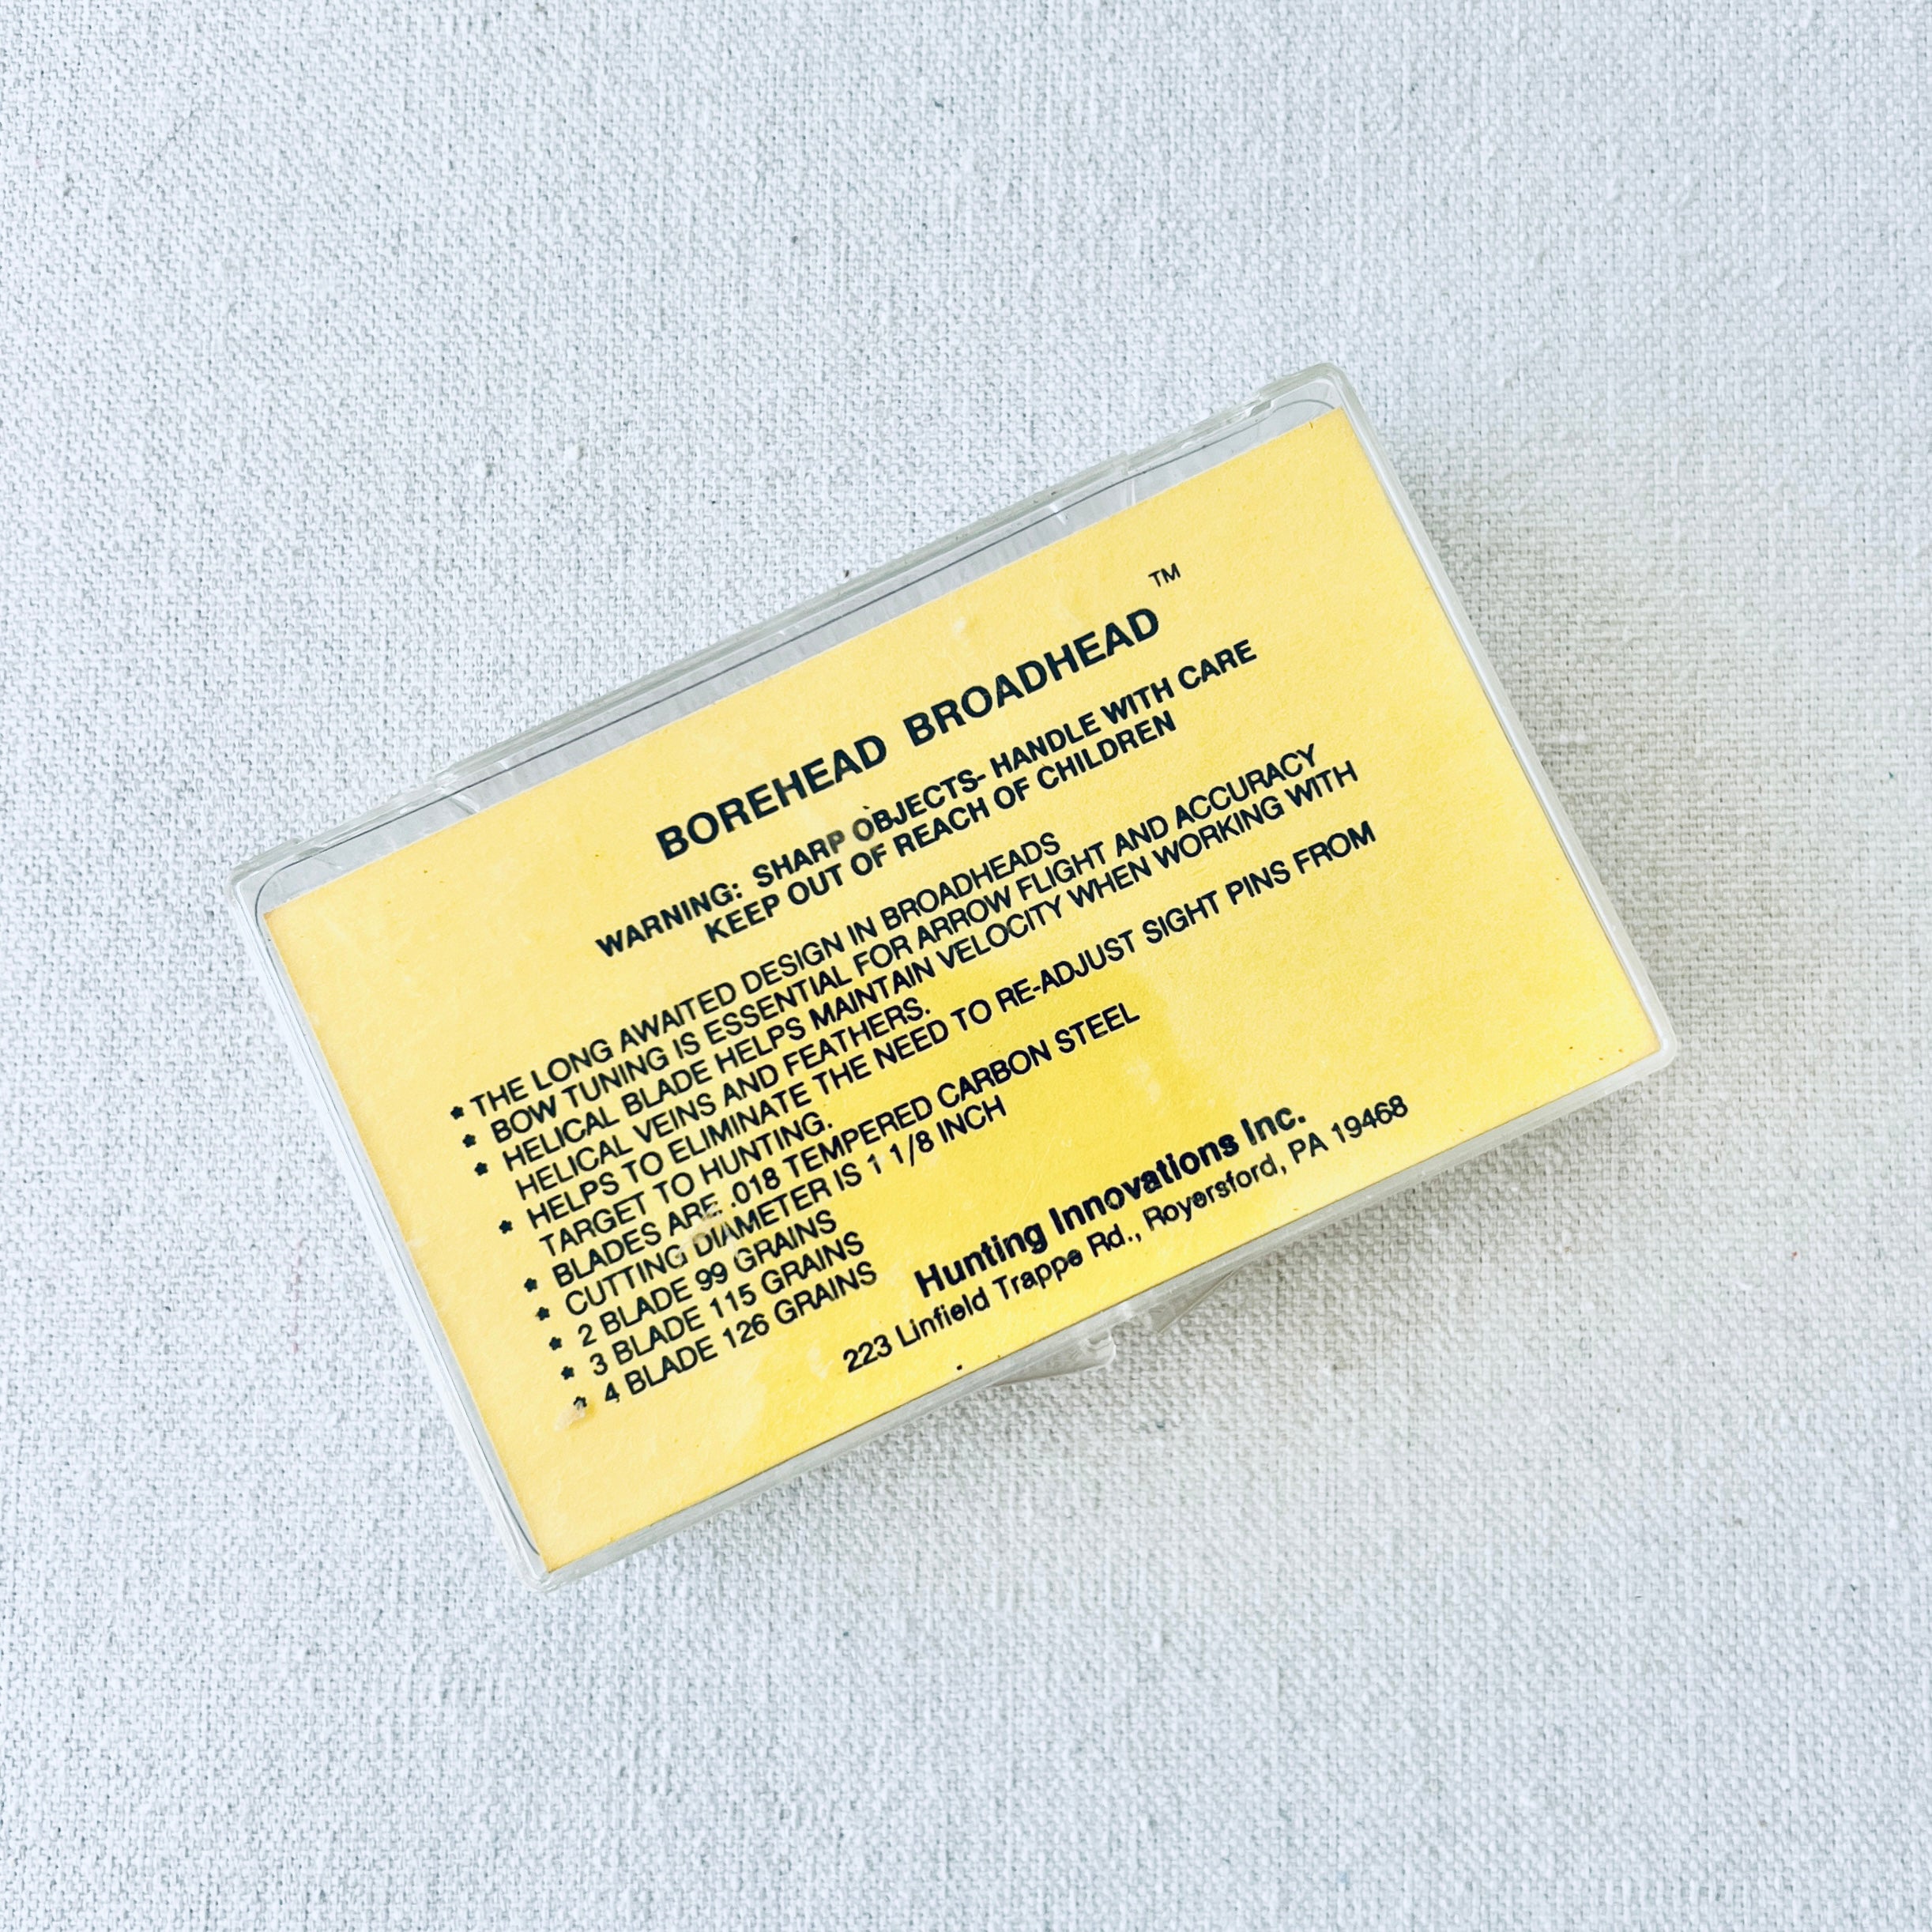 BOREHEAD BROADHEAD ™
WARNING: SHARP OBJECTS- HANDLE WITH CARE
KEEP OUT OF REACH OF CHILDREN
* THE LONG AWAITED DESIGN IN BROADHEADS
* BOW TUNING IS ESSENTIAL FOR ARROW FLIGHT AND ACCURACY
* HELICAL BLADE HELPS MAINTAIN VELOCITY WHEN WORKING WITH
HELICAL VEINS AND FEATHERS.
* HELPS TO ELIMINATE THE NEED TO RE-ADJUST SIGHT PINS FROM
TARGET TO HUNTING.
* BLADES ARE .018 TEMPERED CARBON STEEL
* CUTTING DIAMETER IS 1 1/8 INCH
* 2 BLADE 99 GRAINS
* 3 BLADE 115 GRAINS
* 4 BLADE 126 GRAINS
Hunting Innovations Inc.
223 Linfield Trappe Rd., Royersford, PA 19468